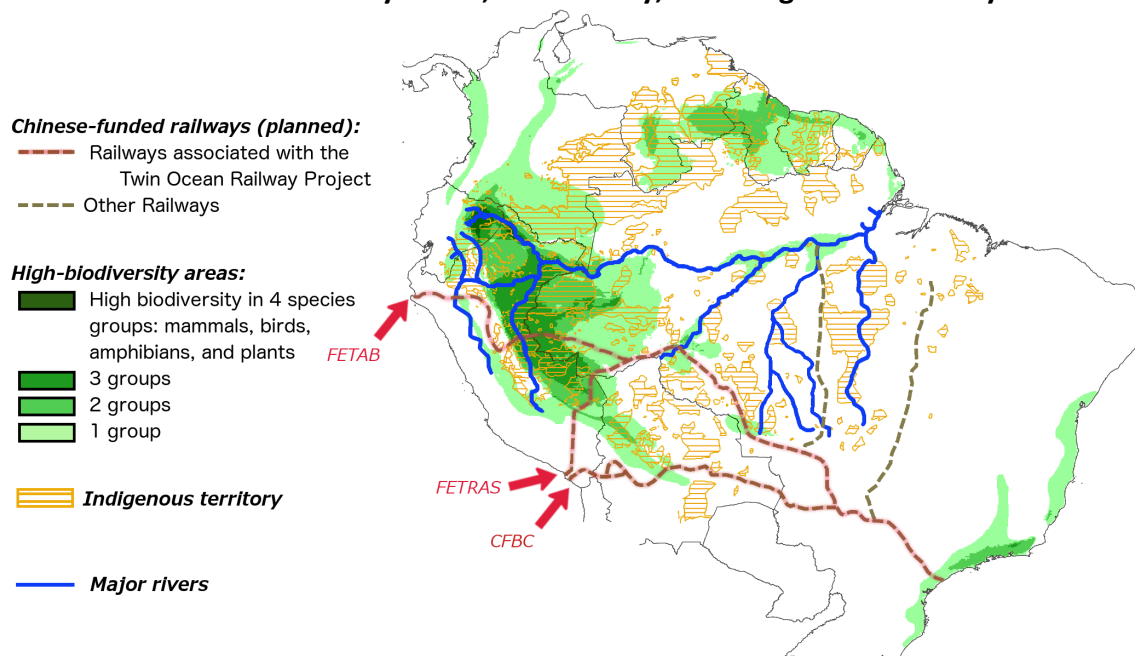 Chinese-funded railways (planned):
Railways associated with the
Twin Ocean Railway Project
Other Railways
High-biodiversity areas:
High biodiversity in 4 species
groups: mammals, birds,
amphibians, and plants
3 groups
2 groups
1 group
Indigenous territory
Major rivers
FETAB
FETRAS
CFBC